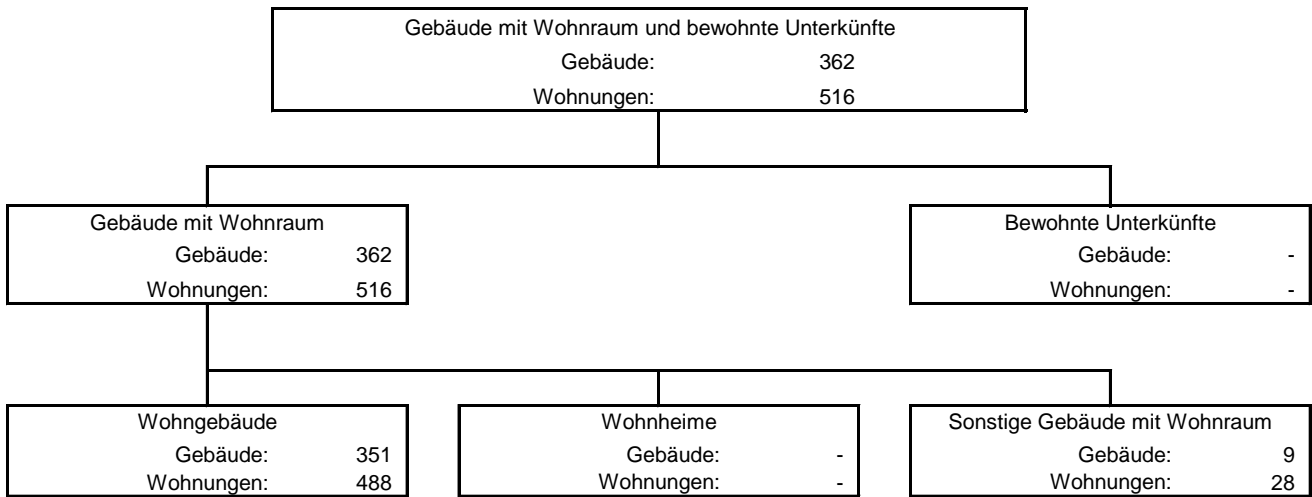 Gebäude mit Wohnraum und bewohnte Unterkünfte
Gebäude: 362
Wohnungen: 516
Gebäude mit Wohnraum
Gebäude: 362
Wohnungen: 516
Bewohnte Unterkünfte
Gebäude: -
Wohnungen: -
Wohngebäude
Gebäude: 351
Wohnungen: 488
Wohnheime
Gebäude: -
Wohnungen: -
Sonstige Gebäude mit Wohnraum
Gebäude: 9
Wohnungen: 28